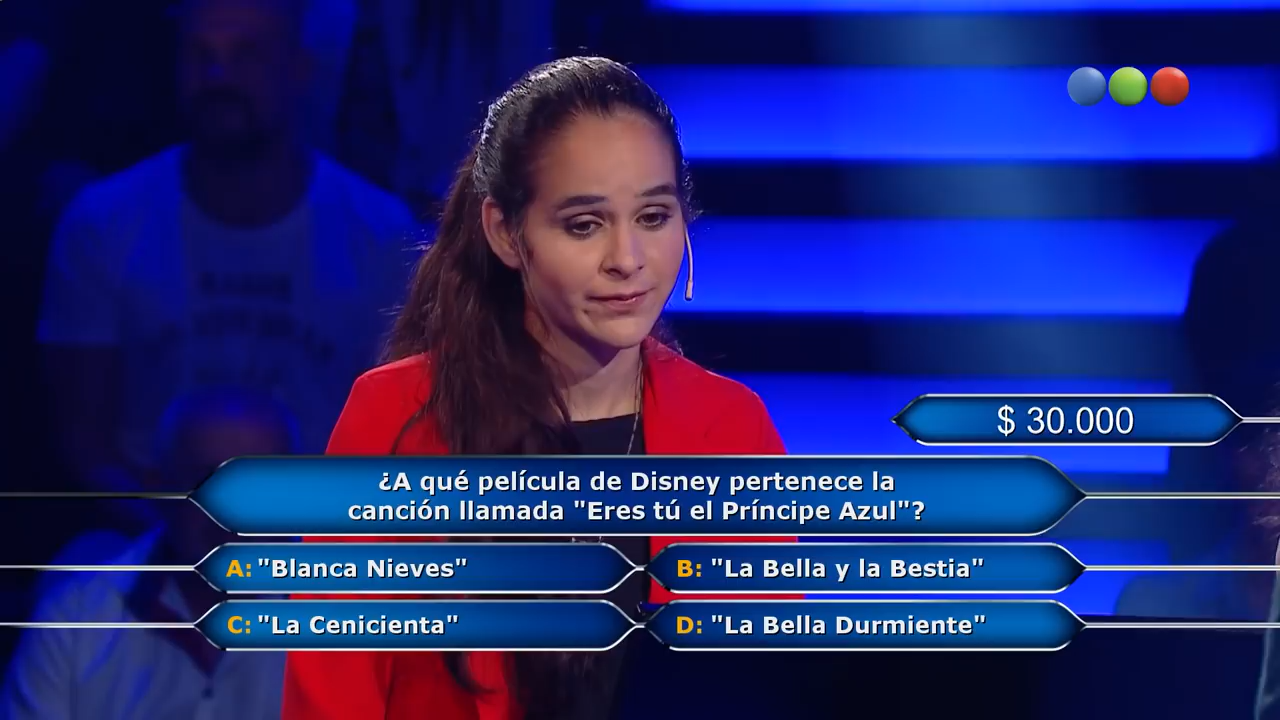 $ 30.000
¿A qué película de Disney pertenece la
canción llamada "Eres tú el Príncipe Azul"?
A: "Blanca Nieves"
B: "La Bella y la Bestia"
C: "La Cenicienta"
D: "La Bella Durmiente"